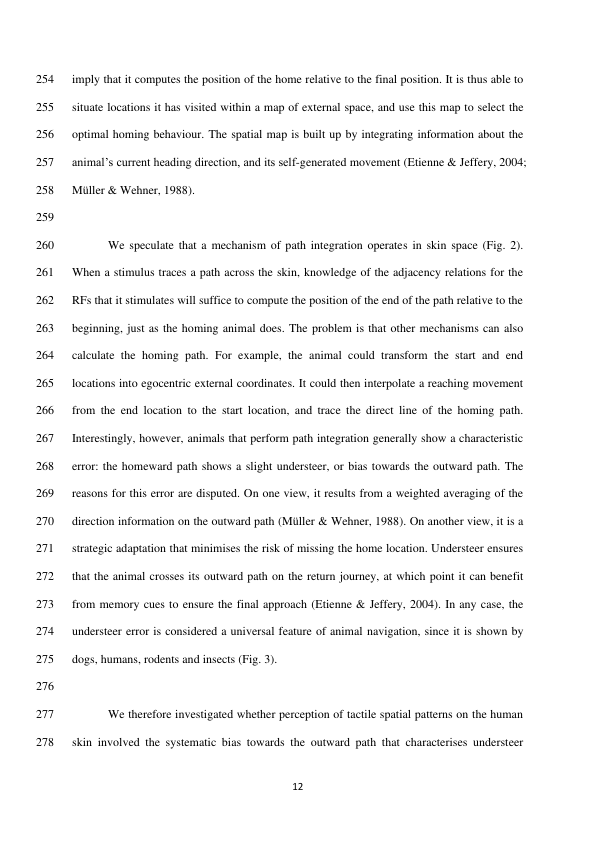 254 imply that it computes the position of the home relative to the final position. It is thus able to
255 situate locations it has visited within a map of external space, and use this map to select the
256 optimal homing behaviour. The spatial map is built up by integrating information about the
257 animal's current heading direction, and its self-generated movement (Etienne & Jeffery, 2004;
258 Müller & Wehner, 1988).
259
260 We speculate that a mechanism of path integration operates in skin space (Fig. 2).
261 When a stimulus traces a path across the skin, knowledge of the adjacency relations for the
262 RFs that it stimulates will suffice to compute the position of the end of the path relative to the
263 beginning, just as the homing animal does. The problem is that other mechanisms can also
264 calculate the homing path. For example, the animal could transform the start and end
265 locations into egocentric external coordinates. It could then interpolate a reaching movement
266 from the end location to the start location, and trace the direct line of the homing path.
267 Interestingly, however, animals that perform path integration generally show a characteristic
268 error: the homeward path shows a slight understeer, or bias towards the outward path. The
269 reasons for this error are disputed. On one view, it results from a weighted averaging of the
270 direction information on the outward path (Müller & Wehner, 1988). On another view, it is a
271 strategic adaptation that minimises the risk of missing the home location. Understeer ensures
272 that the animal crosses its outward path on the return journey, at which point it can benefit
273 from memory cues to ensure the final approach (Etienne & Jeffery, 2004). In any case, the
274 understeer error is considered a universal feature of animal navigation, since it is shown by
275 dogs, humans, rodents and insects (Fig. 3).
276
277 We therefore investigated whether perception of tactile spatial patterns on the human
278 skin involved the systematic bias towards the outward path that characterises understeer
12